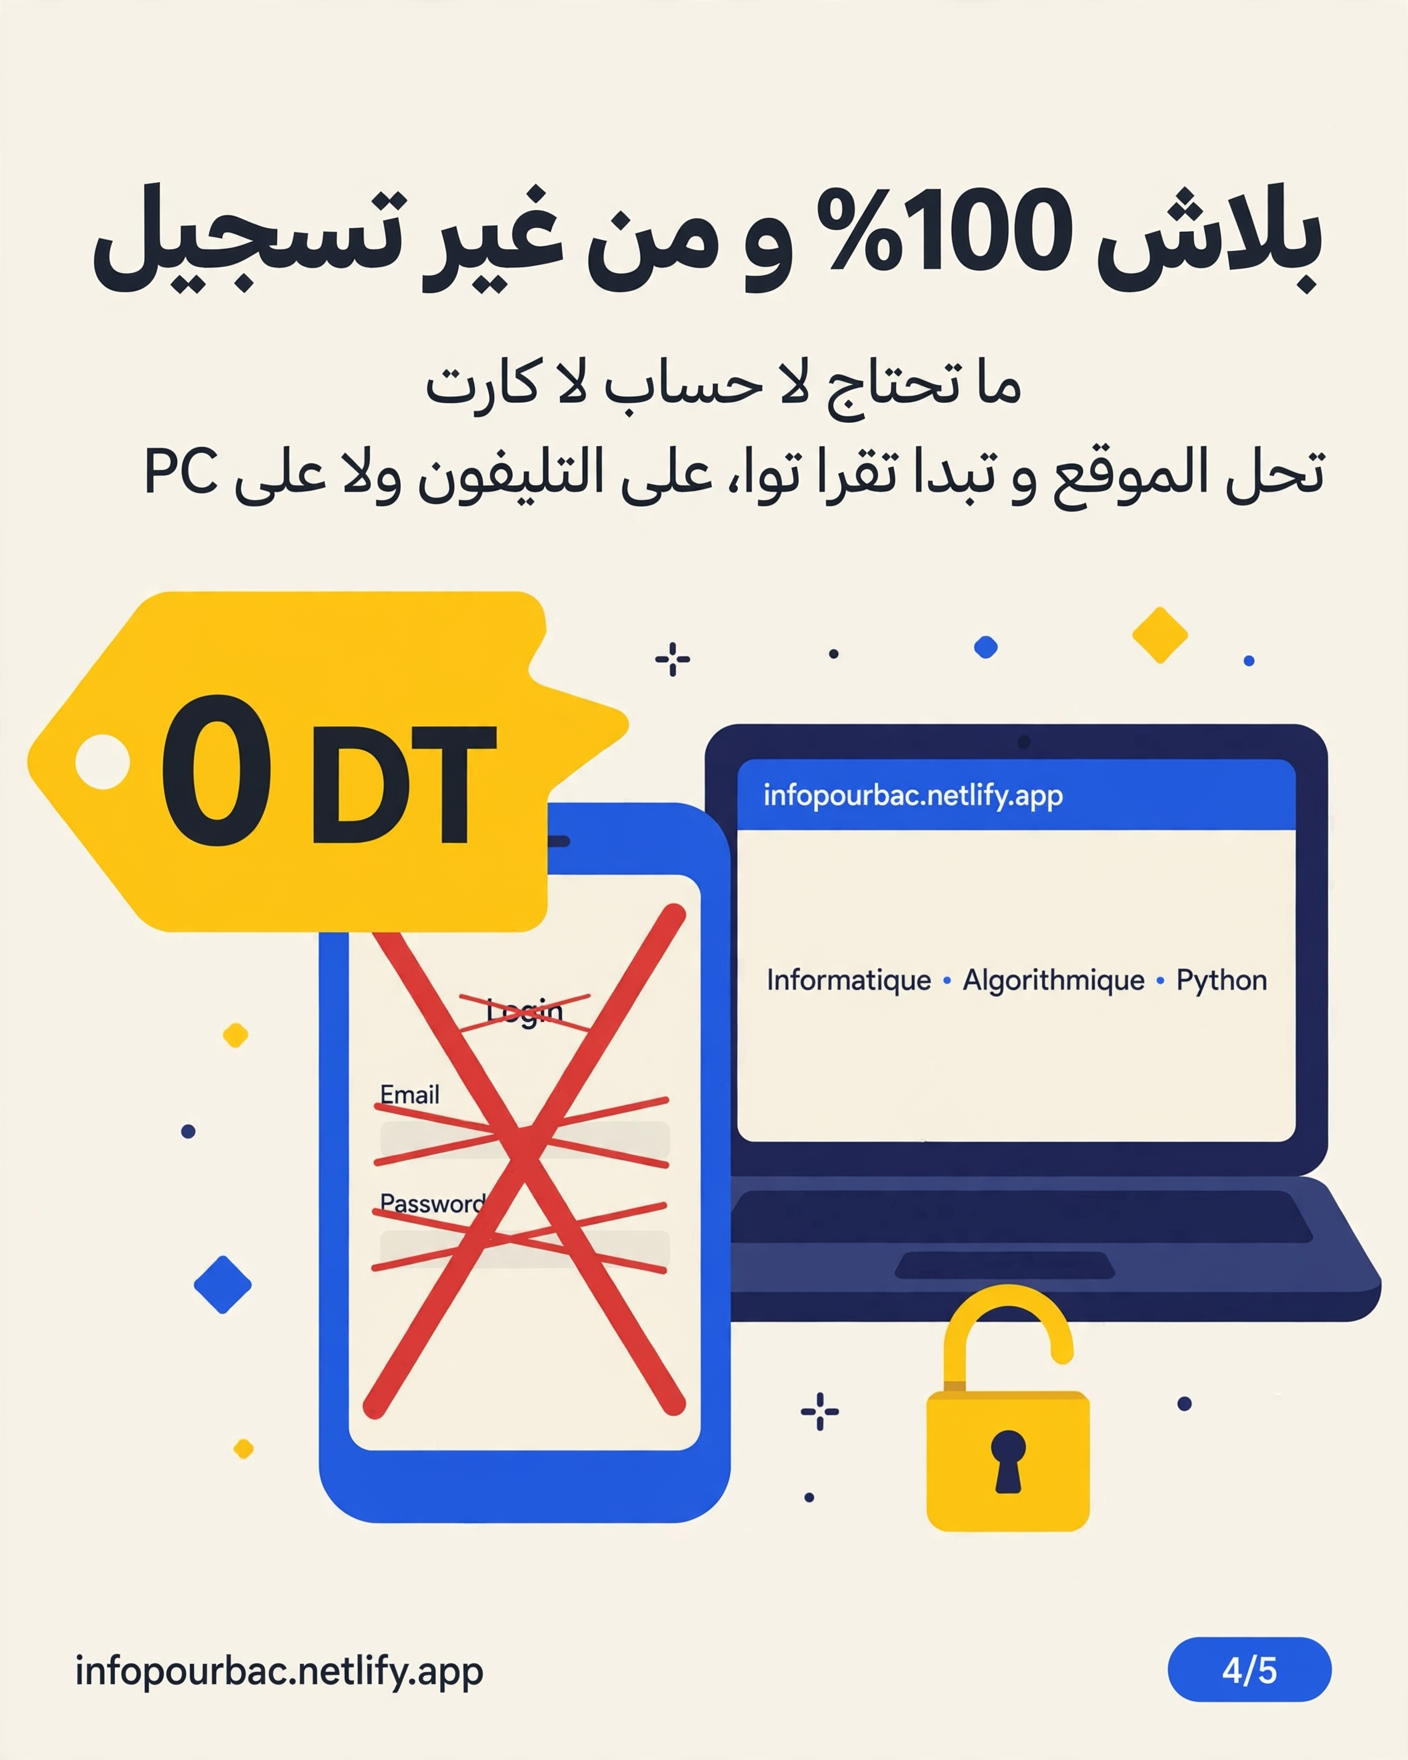 بلاش 100% و من غير تسجيل
ما تحتاج لا حساب لا كارت
تحل الموقع و تبدا تقرا توا، على التليفون ولا على PC
0 DT
infopourbac.netlify.app
Informatique • Algorithmique • Python
Login
Email
Password
infopourbac.netlify.app
4/5